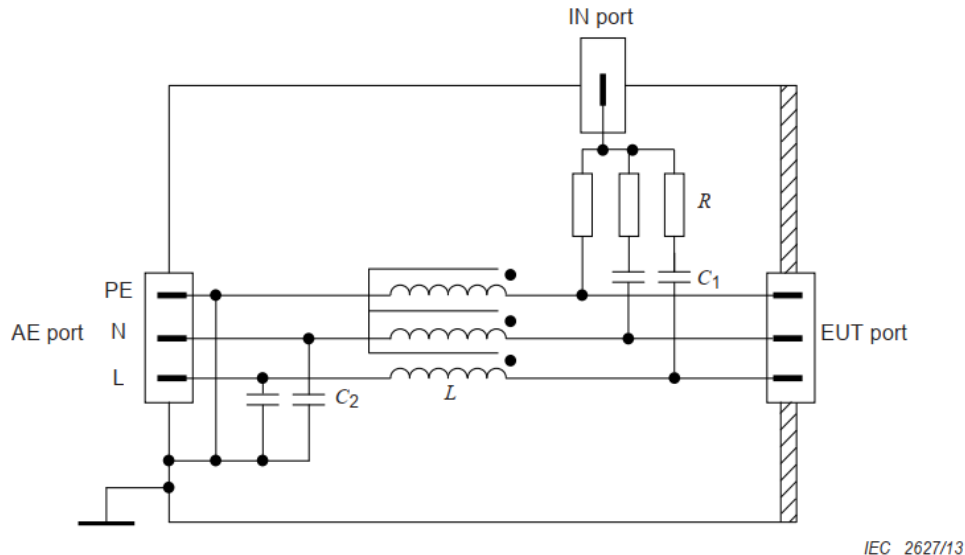 IN port
R
PE
C1
AE port
N
EUT port
L
C2
L
IEC 2627/13